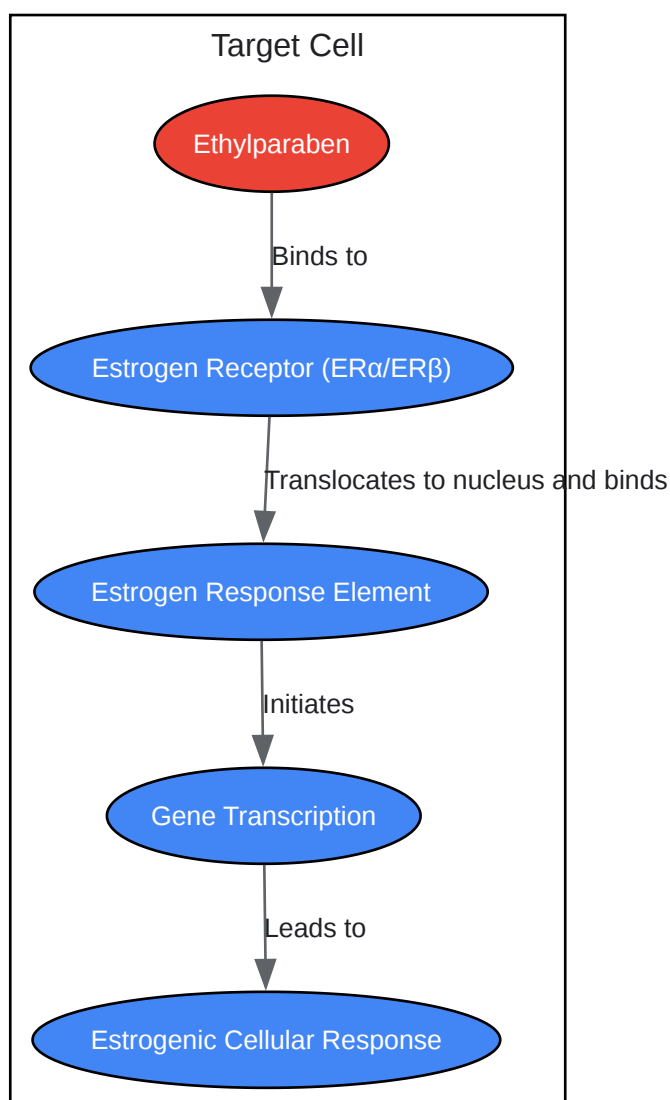 Target Cell
Ethylparaben
Binds to
Estrogen Receptor (ERα/ERβ)
Translocates to nucleus and binds
Estrogen Response Element
Initiates
Gene Transcription
Leads to
Estrogenic Cellular Response